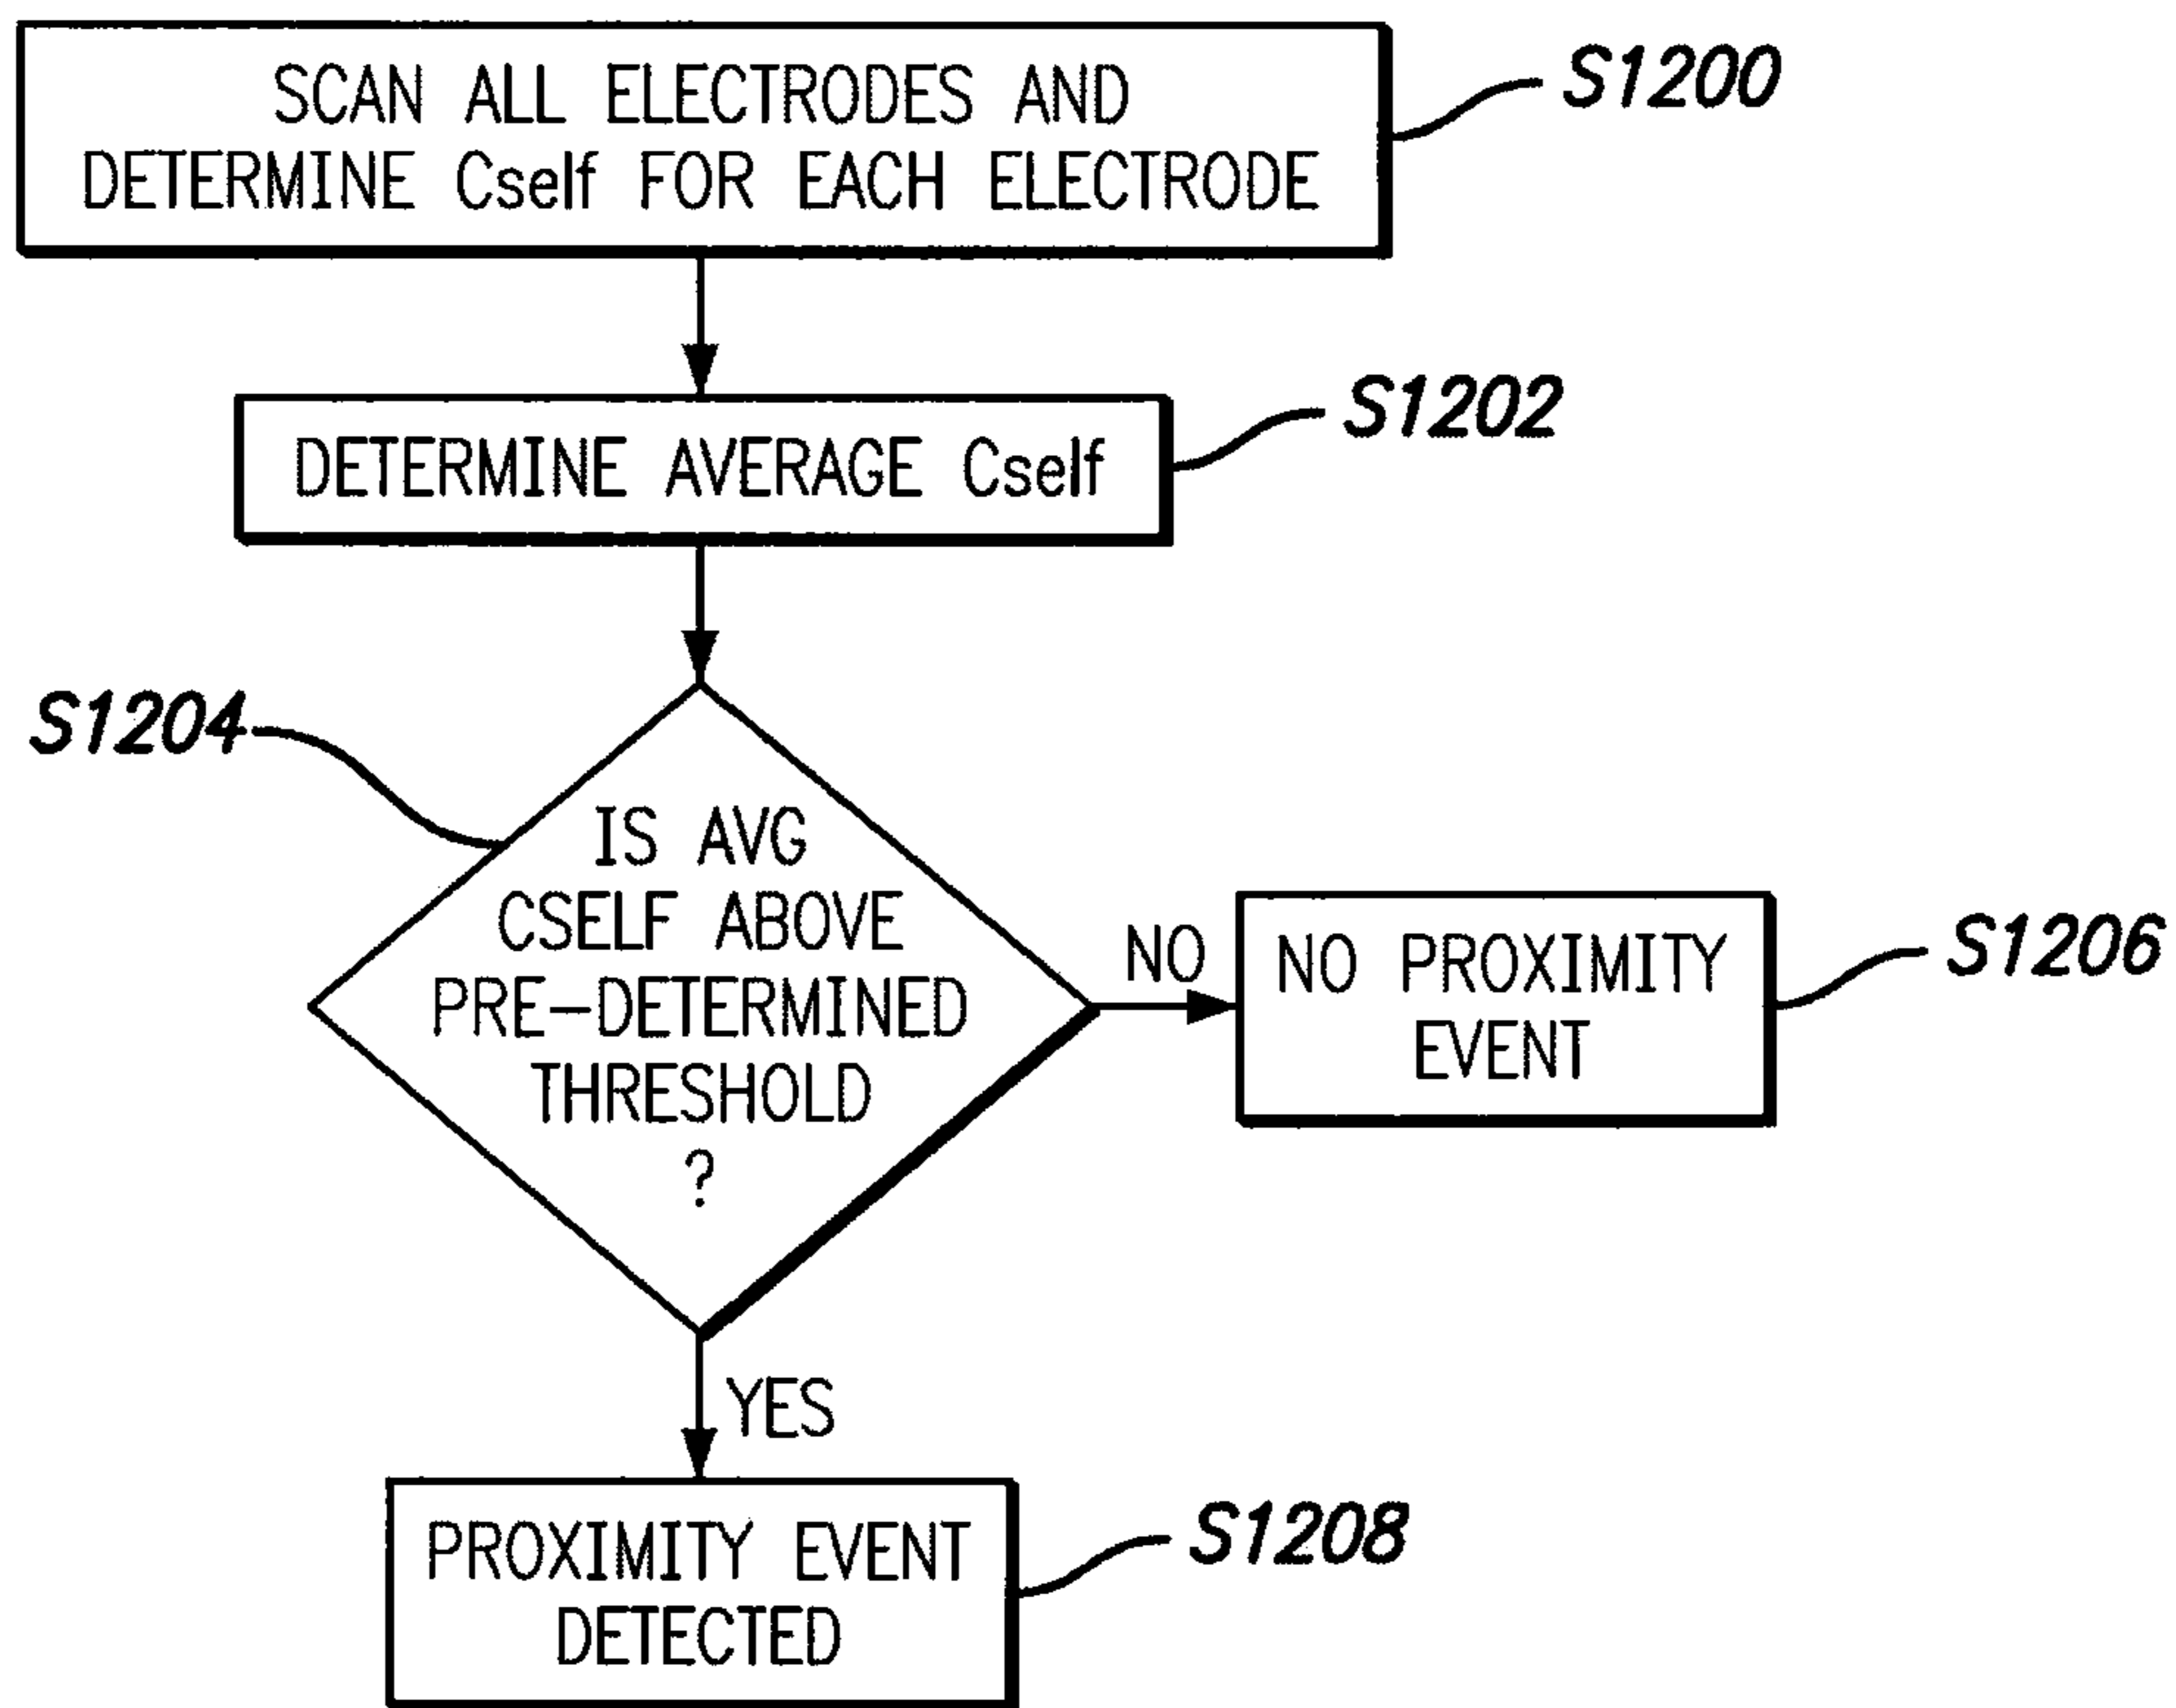 SCAN ALL ELECTRODES AND
DETERMINE Cself FOR EACH ELECTRODE
S1200
DETERMINE AVERAGE Cself
S1202
S1204
IS AVG
CSELF ABOVE
PRE-DETERMINED
THRESHOLD
?
NO
NO PROXIMITY
EVENT
S1206
YES
PROXIMITY EVENT
DETECTED
S1208